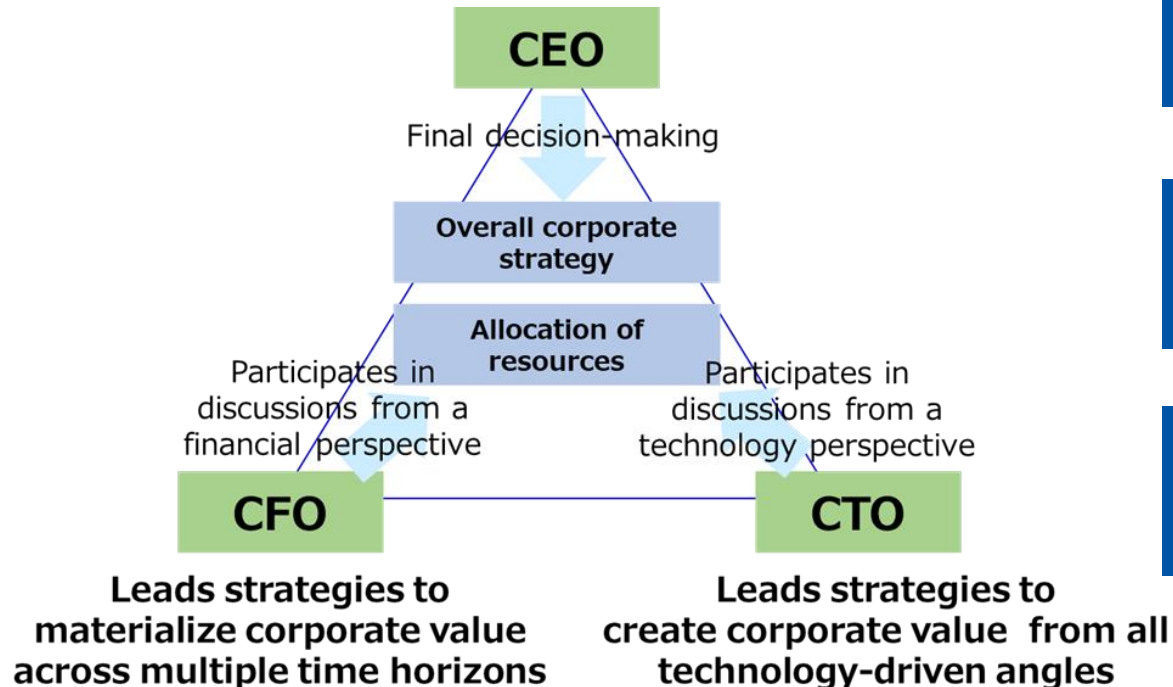 CEO
Final decision-making
Overall corporate
strategy
Allocation of
resources
Participates in
discussions from a
financial perspective
Participates in
discussions from a
technology perspective
CFO
CTO
Leads strategies to
materialize corporate value
across multiple time horizons
Leads strategies to
create corporate value from all
technology-driven angles